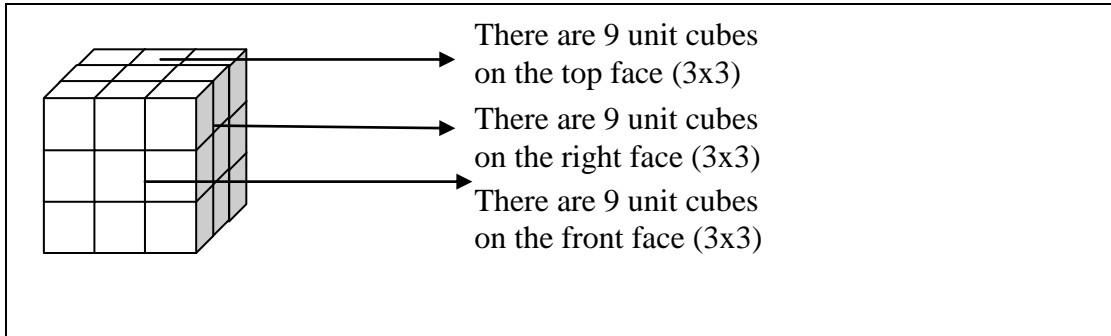 There are 9 unit cubes
on the top face (3x3)
There are 9 unit cubes
on the right face (3x3)
There are 9 unit cubes
on the front face (3x3)